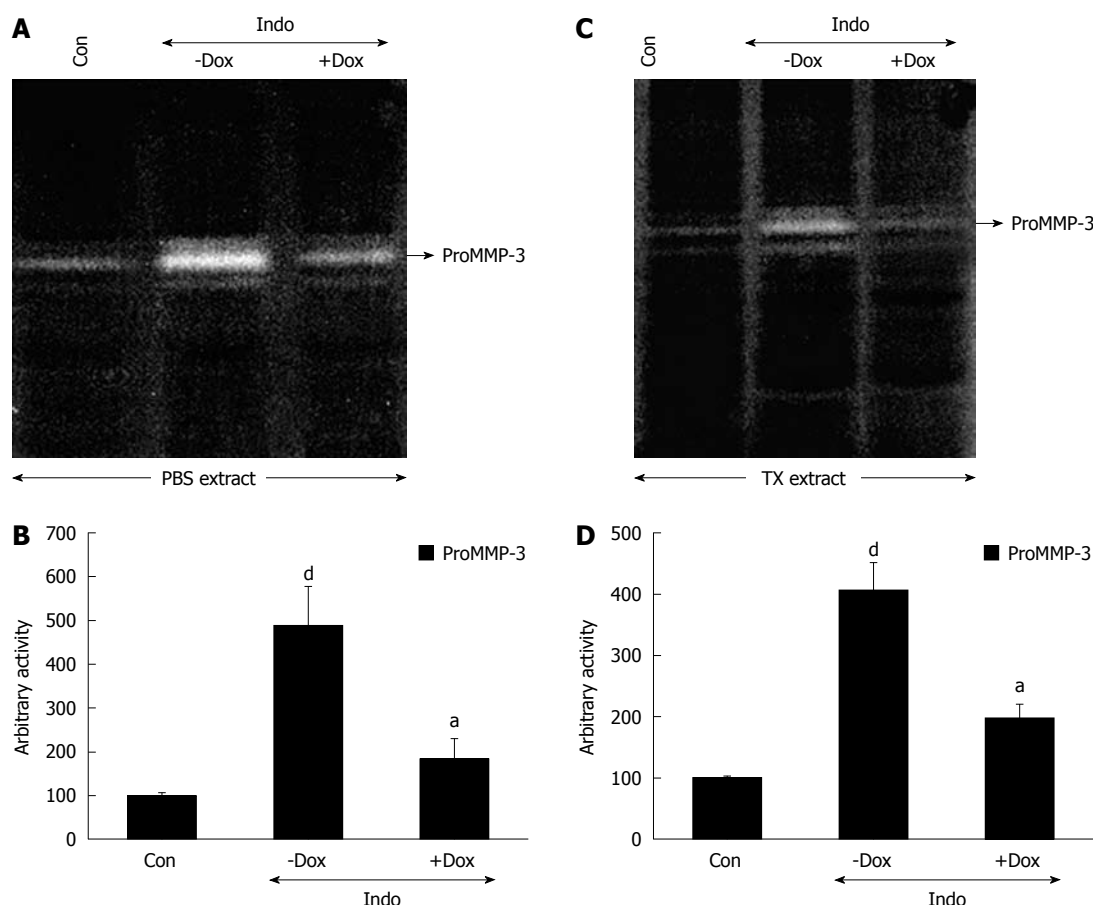 A
Con
Indo
-Dox +Dox
ProMMP-3
PBS extract
C
Con
Indo
-Dox +Dox
ProMMP-3
TX extract
B
Arbitrary activity
700
600
500
400
300
200
100
0
ProMMP-3
d
a
Con -Dox +Dox
Indo
D
Arbitrary activity
500
400
300
200
100
0
ProMMP-3
d
a
Con -Dox +Dox
Indo